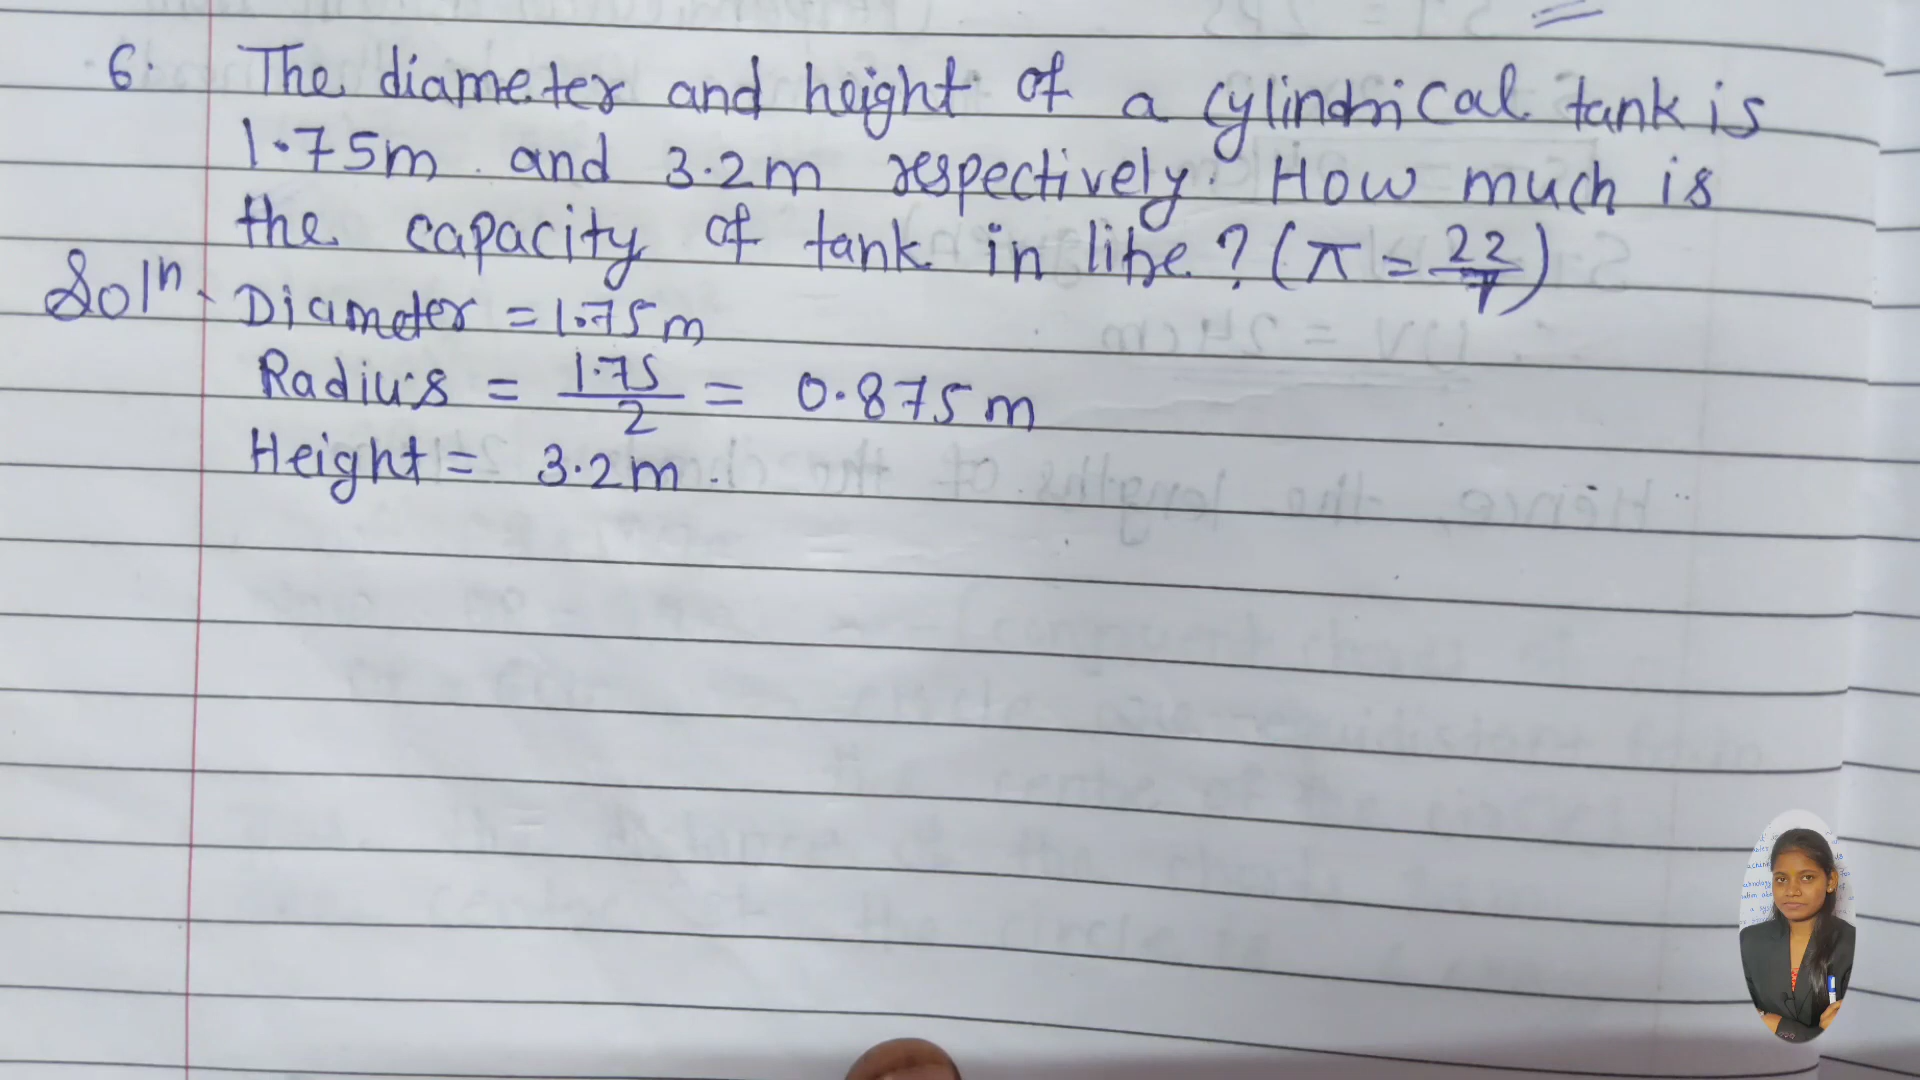 6. The diameter and height of a cylindrical tank is
1.75m and 3.2m respectively. How much is
the capacity of tank in litre? (π = 22/7)
Solⁿ. Diameter = 1.75m
Radius = 1.75/2 = 0.875m
Height = 3.2m.